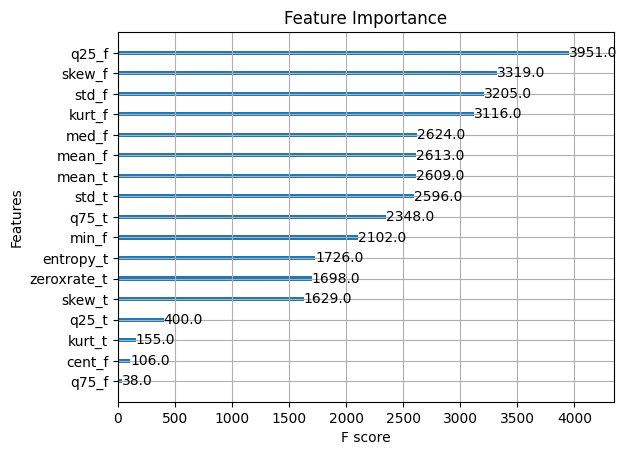 Feature Importance
Features
q25_f 3951.0
skew_f 3319.0
std_f 3205.0
kurt_f 3116.0
med_f 2624.0
mean_f 2613.0
mean_t 2609.0
std_t 2596.0
q75_t 2348.0
min_f 2102.0
entropy_t 1726.0
zeroxrate_t 1698.0
skew_t 1629.0
q25_t 400.0
kurt_t 155.0
cent_f 106.0
q75_f 38.0
0 500 1000 1500 2000 2500 3000 3500 4000
F score